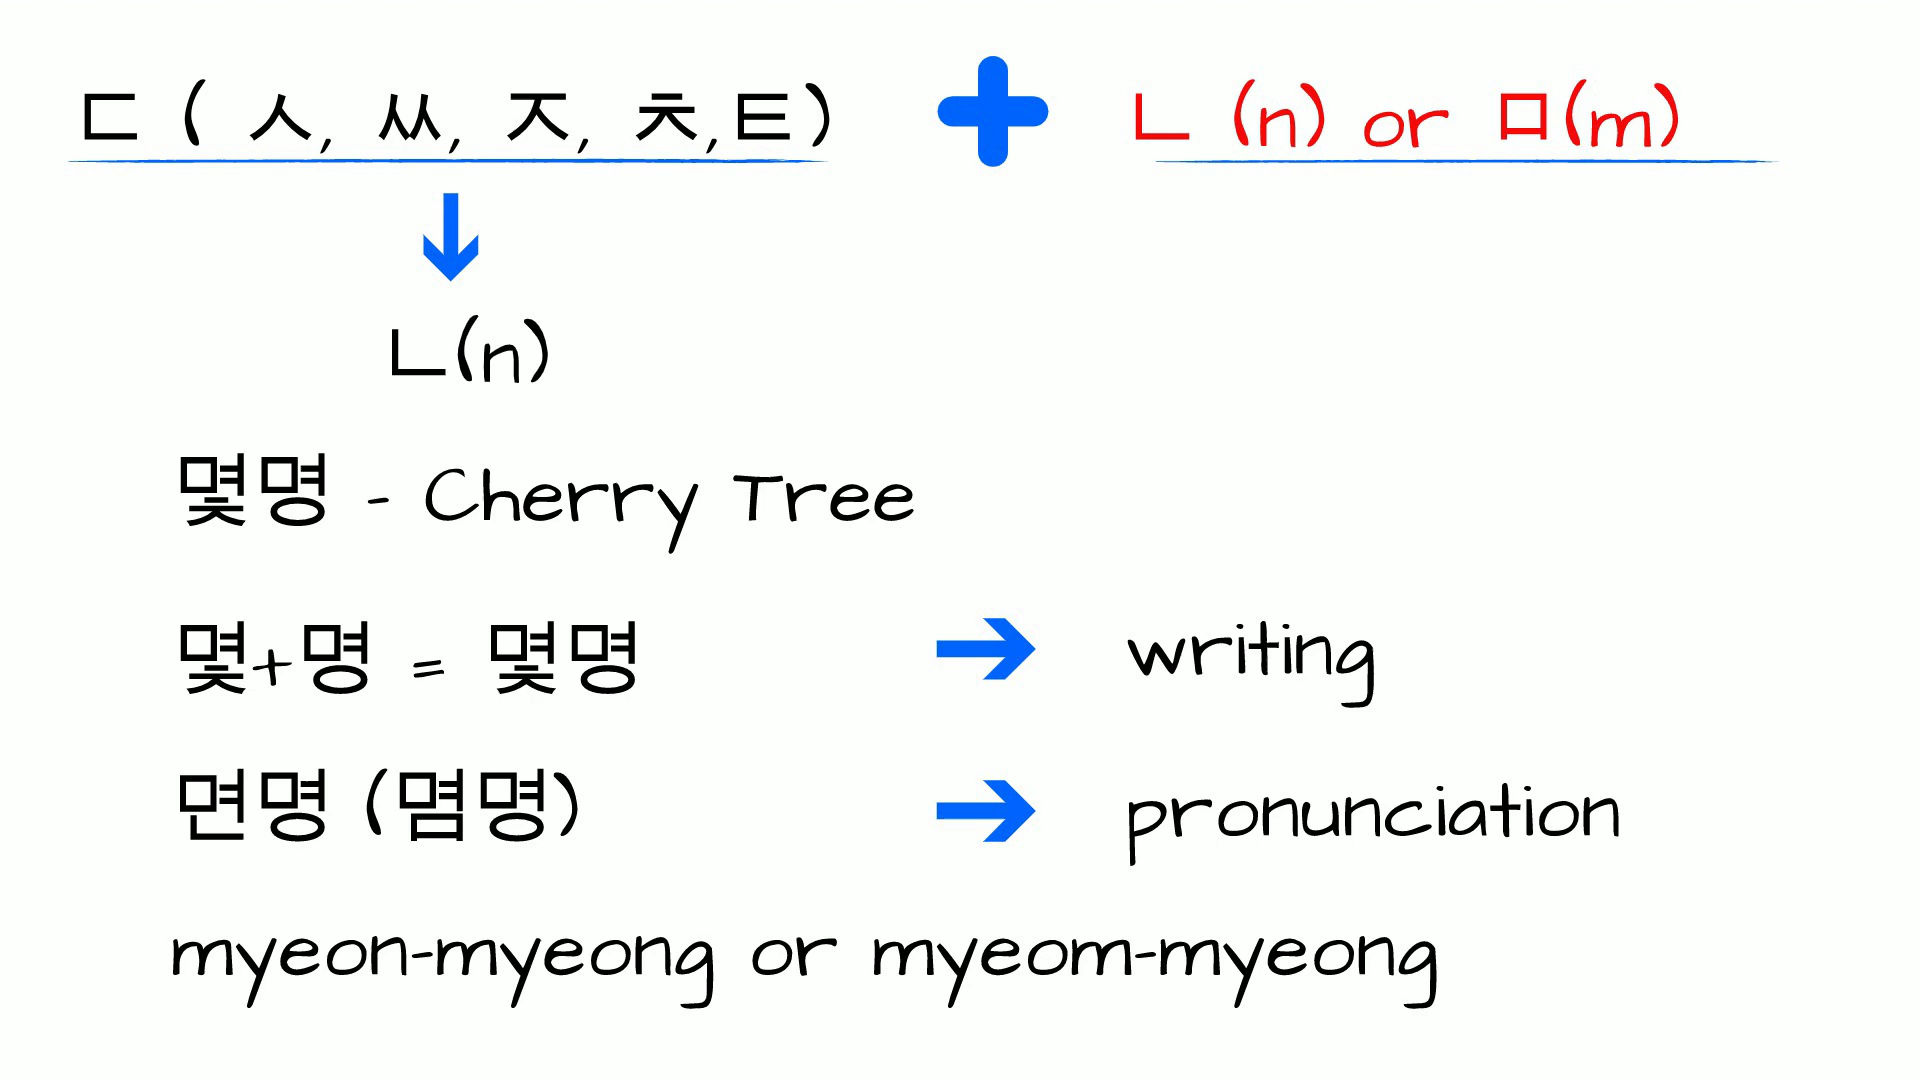 ㄷ ( ㅅ, ㅆ, ㅈ, ㅊ,ㅌ) + ㄴ (n) or ㅁ(m)
ㄴ(n)
몇명 - Cherry Tree
몇+명 = 몇명 → writing
면명 (몀명) → pronunciation
myeon-myeong or myeom-myeong